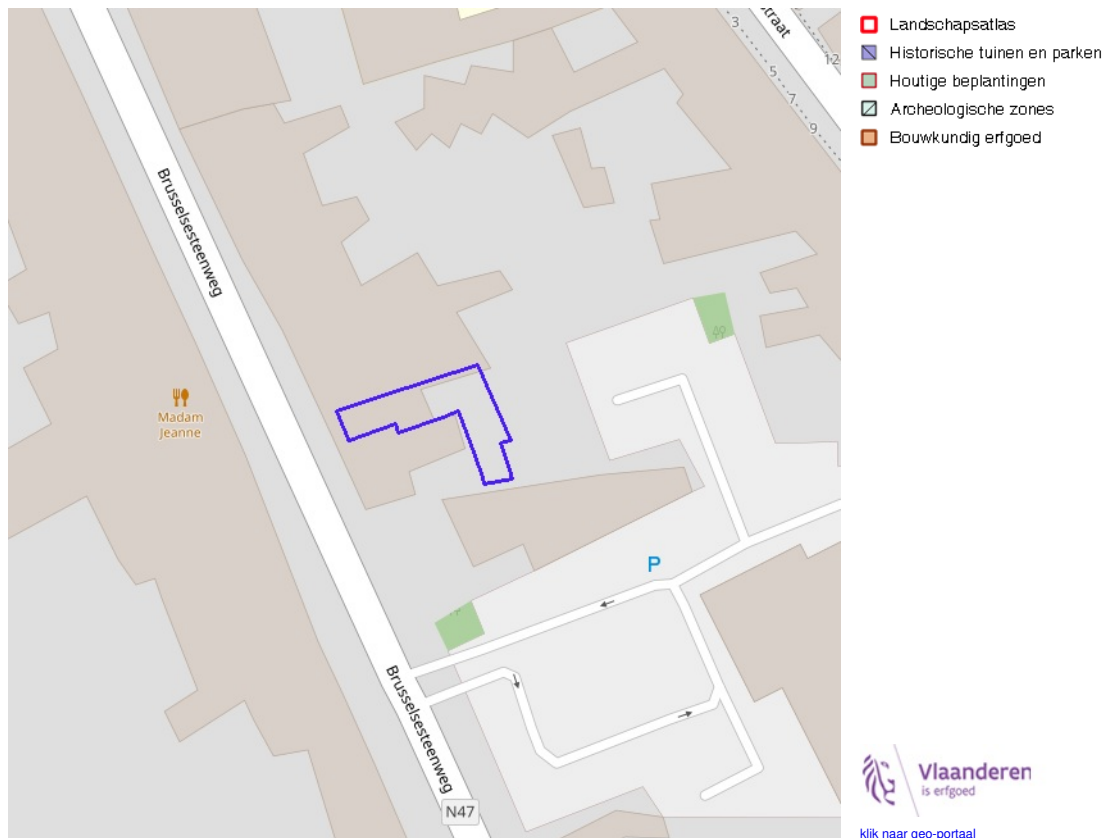 straat
3
5
7
9
12
Brusselsesteenweg
Madam
Jeanne
P
Brusselsesteenweg
N47
Landschapsatlas
Historische tuinen en parken
Houtige beplantingen
Archeologische zones
Bouwkundig erfgoed
Vlaanderen
is erfgoed
klik naar geo-portaal